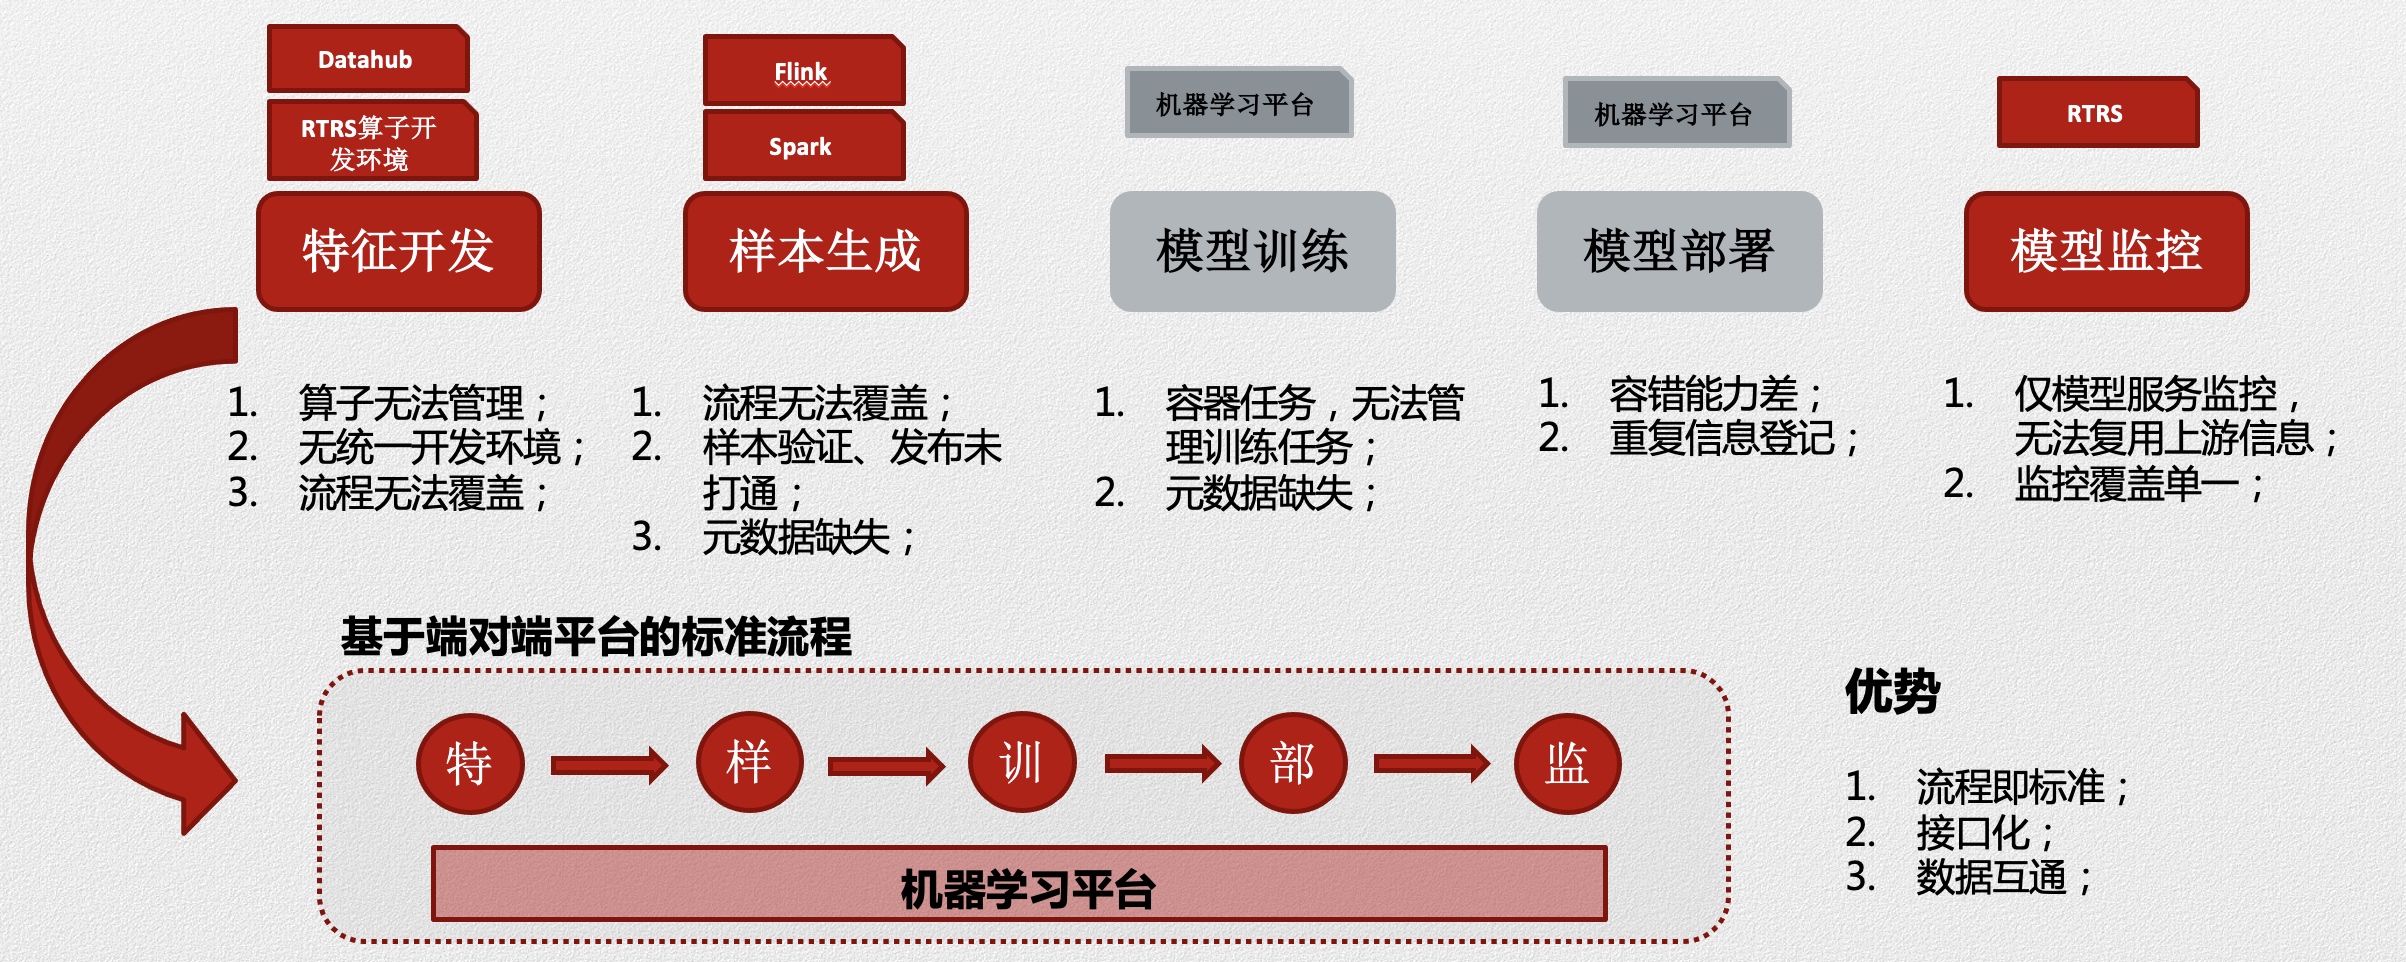 Datahub
RTRS算子开
发环境
特征开发
Flink
Spark
样本生成
机器学习平台
模型训练
机器学习平台
模型部署
RTRS
模型监控
1. 算子无法管理；
2. 无统一开发环境；
3. 流程无法覆盖；
1. 流程无法覆盖；
2. 样本验证、发布未
打通；
3. 元数据缺失；
1. 容器任务，无法管
理训练任务；
2. 元数据缺失；
1. 容错能力差；
2. 重复信息登记；
1. 仅模型服务监控，
无法复用上游信息；
2. 监控覆盖单一；
基于端对端平台的标准流程
特
样
训
部
监
机器学习平台
优势
1. 流程即标准；
2. 接口化；
3. 数据互通；